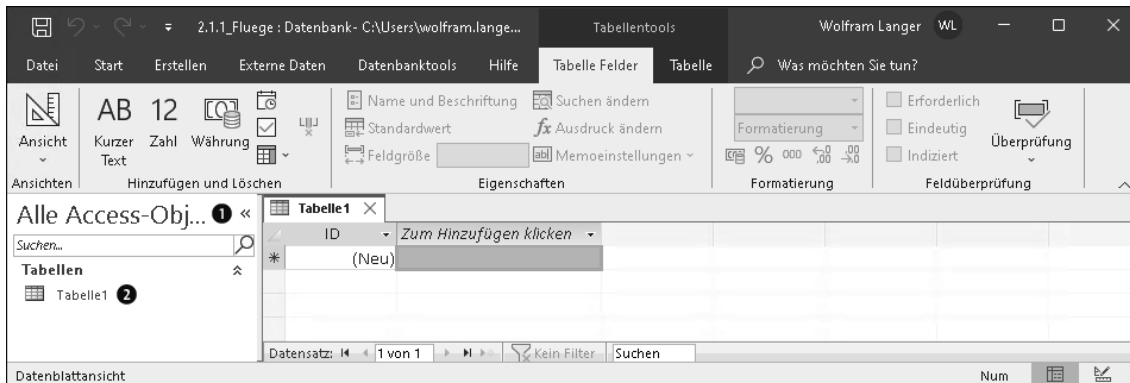 2.1.1_Fluege : Datenbank- C:\Users\wolfram.lange... Tabellentools Wolfram Langer WL
Datei Start Erstellen Externe Daten Datenbanktools Hilfe Tabelle Felder Tabelle Was möchten Sie tun?
Ansicht
AB Kurzer Text
12 Zahl
Währung
Name und Beschriftung
Standardwert
Feldgröße
Suchen ändern
fx Ausdruck ändern
abl Memoeinstellungen
Formatierung
% 000
Erforderlich
Eindeutig
Indiziert
Überprüfung
Ansichten Hinzufügen und Löschen Eigenschaften Formatierung Feldüberprüfung
Alle Access-Obj... 1 «
Suchen...
Tabellen
Tabelle1 2
Tabelle1
ID Zum Hinzufügen klicken
* (Neu)
Datensatz: 1 von 1 Kein Filter Suchen
Datenblattansicht Num